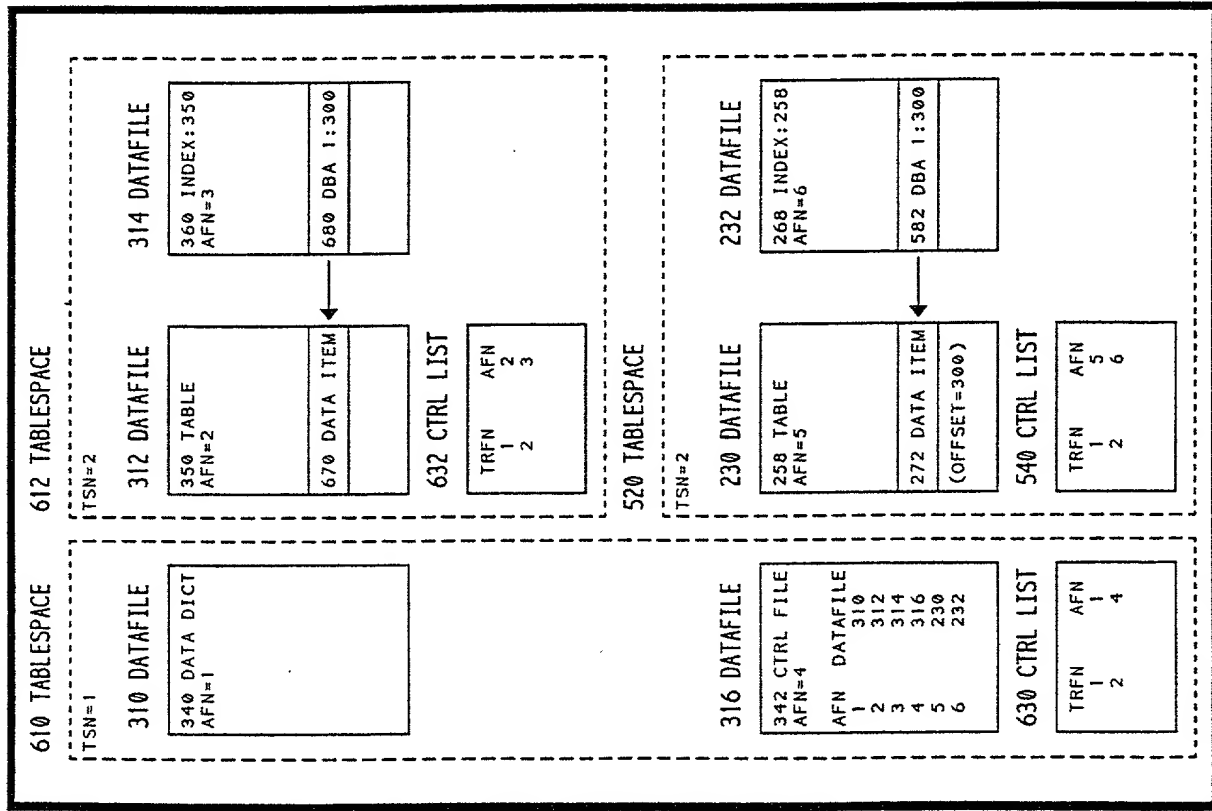 610 TABLESPACE
TSN=1
310 DATAFILE
340 DATA DICT
AFN=1
316 DATAFILE
342 CTRL FILE
AFN=4
AFN DATAFILE
1 310
2 312
3 314
4 316
5 230
6 232
630 CTRL LIST
TRFN AFN
1 1
2 4
612 TABLESPACE
TSN=2
312 DATAFILE
350 TABLE
AFN=2
670 DATA ITEM
314 DATAFILE
360 INDEX:350
AFN=3
680 DBA 1:300
632 CTRL LIST
TRFN AFN
1 2
2 3
520 TABLESPACE
TSN=2
230 DATAFILE
258 TABLE
AFN=5
272 DATA ITEM
(OFFSET=300)
232 DATAFILE
268 INDEX:258
AFN=6
582 DBA 1:300
540 CTRL LIST
TRFN AFN
1 5
2 6